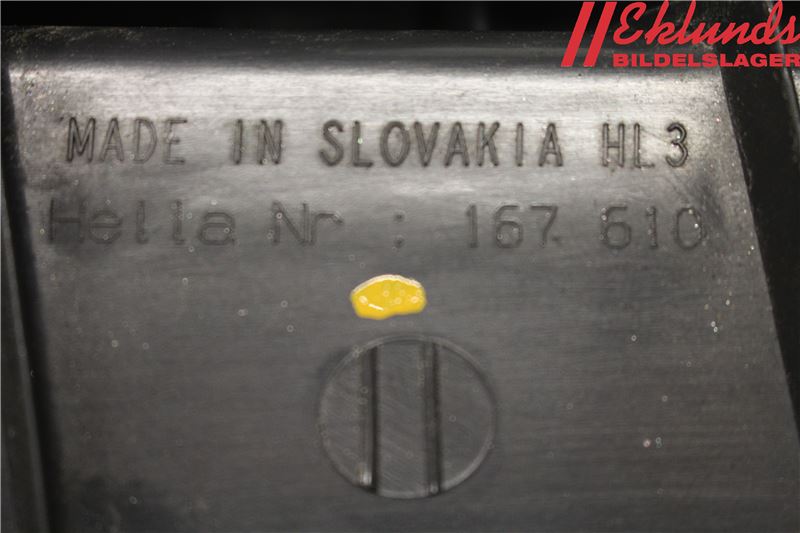 Eklunds
BILDELSLAGER
MADE IN SLOVAKIA HL3
Hella Nr : 167. 610